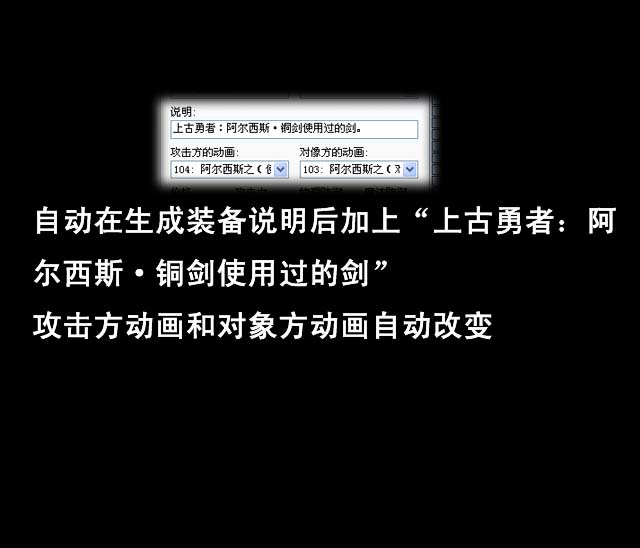 说明:
上古勇者：阿尔西斯·铜剑使用过的剑。
攻击方的动画: 对像方的动画:
104: 阿尔西斯之《 103: 阿尔西斯之《
自动在生成装备说明后加上“上古勇者：阿
尔西斯·铜剑使用过的剑”
攻击方动画和对象方动画自动改变